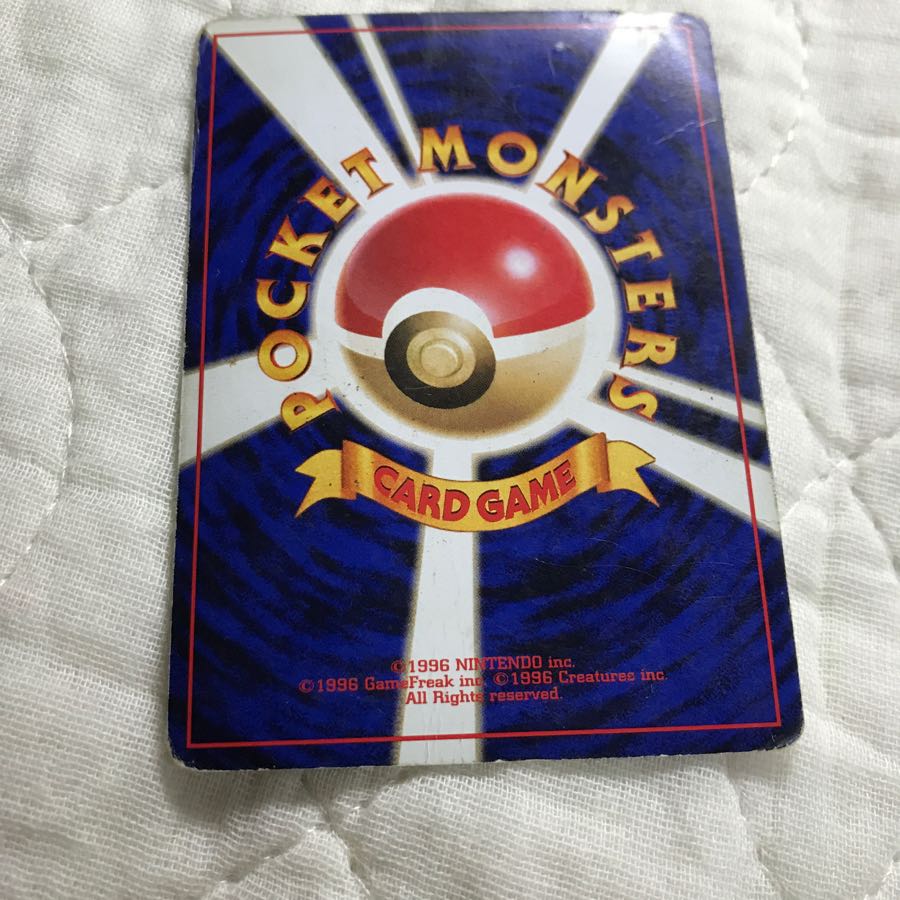 POCKET MONSTERS
CARD GAME
©1996 NINTENDO inc.
©1996 GameFreak inc. ©1996 Creatures inc.
All Rights reserved.